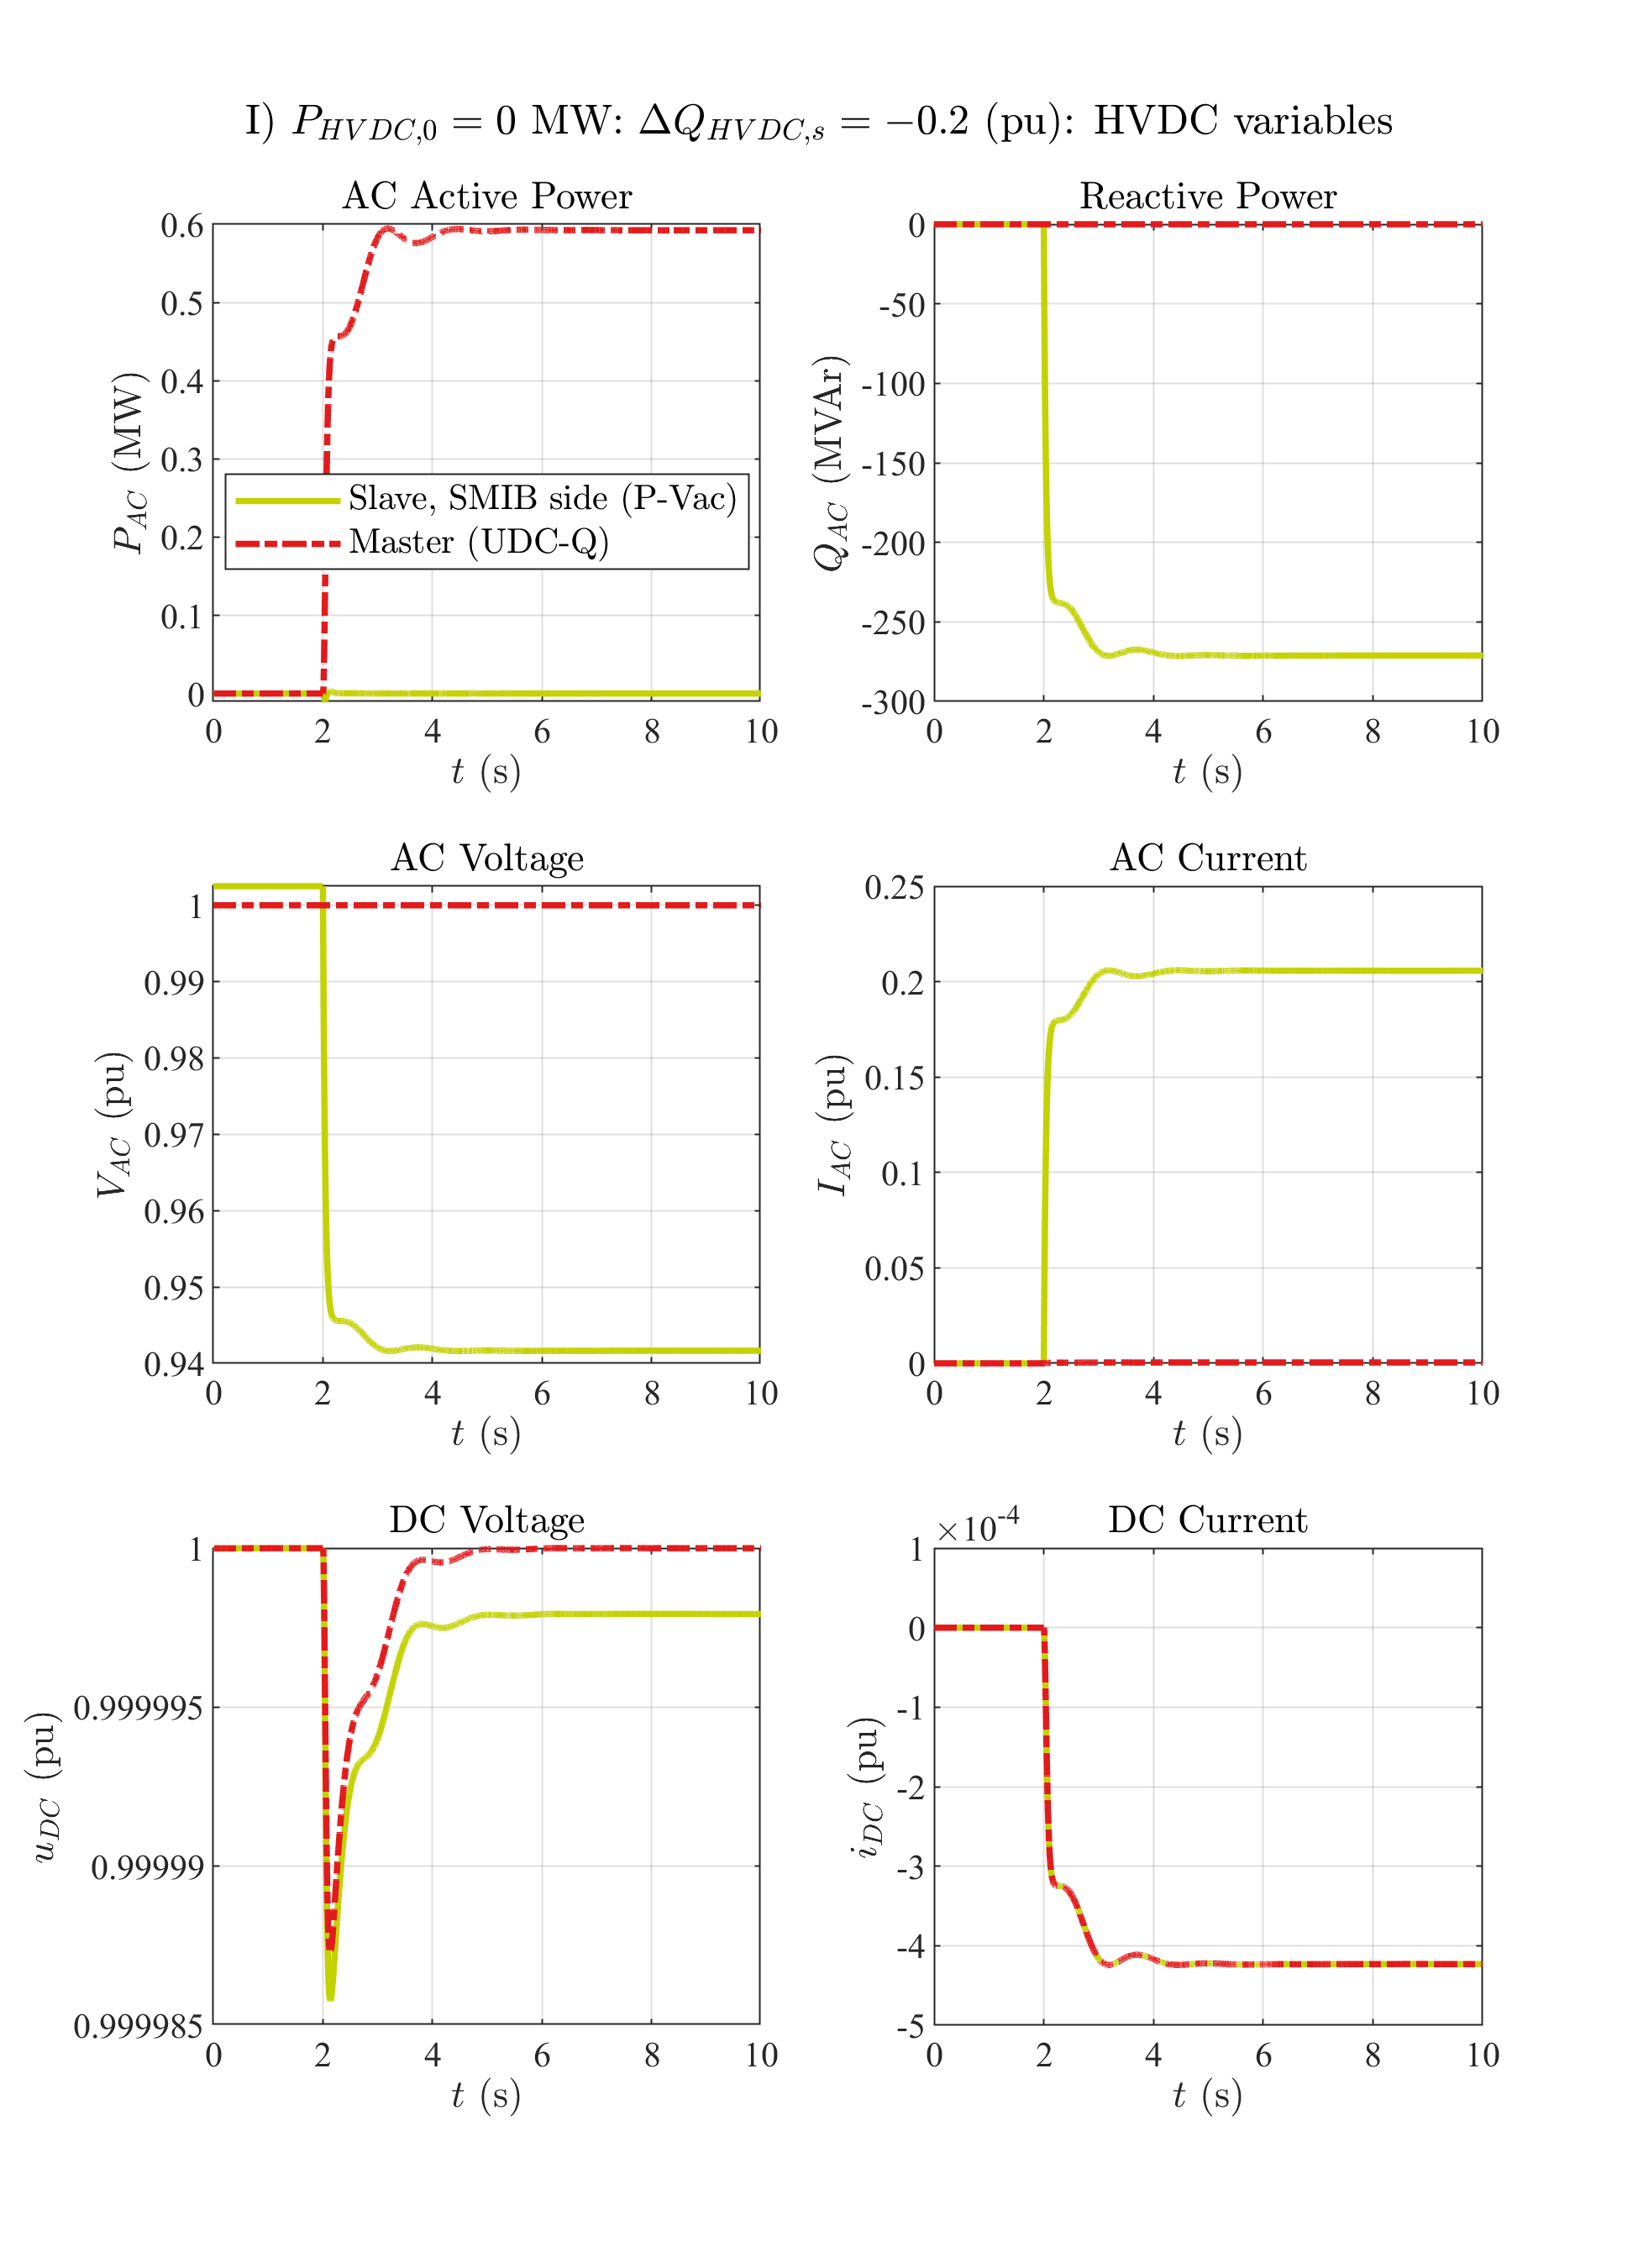 I) P_{HVDC,0} = 0 MW: ΔQ_{HVDC,s} = −0.2 (pu): HVDC variables
AC Active Power
P_{AC} (MW)
0.6
0.5
0.4
0.3
0.2
0.1
0
Slave, SMIB side (P-Vac)
Master (UDC-Q)
0 2 4 6 8 10
t (s)
Reactive Power
Q_{AC} (MVAr)
0
-50
-100
-150
-200
-250
-300
0 2 4 6 8 10
t (s)
AC Voltage
V_{AC} (pu)
1
0.99
0.98
0.97
0.96
0.95
0.94
0 2 4 6 8 10
t (s)
AC Current
I_{AC} (pu)
0.25
0.2
0.15
0.1
0.05
0
0 2 4 6 8 10
t (s)
DC Voltage
u_{DC} (pu)
1
0.999995
0.99999
0.999985
0 2 4 6 8 10
t (s)
DC Current
×10^{-4}
i_{DC} (pu)
1
0
-1
-2
-3
-4
-5
0 2 4 6 8 10
t (s)